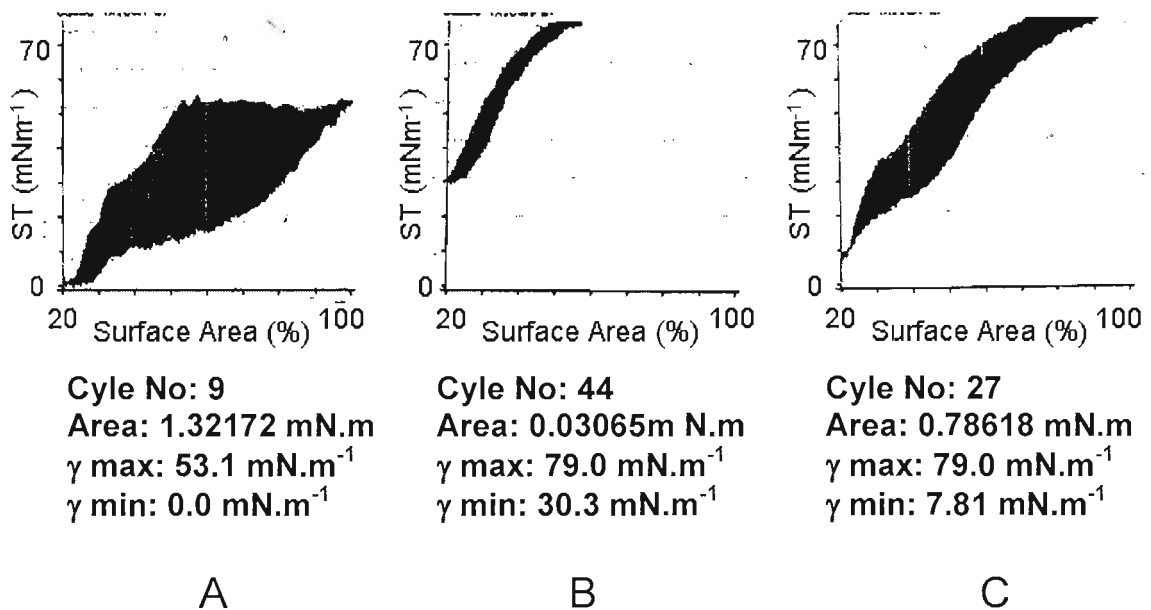 70
ST (mNm-1)
0
20
Surface Area (%)
100
Cyle No: 9
Area: 1.32172 mN.m
γ max: 53.1 mN.m-1
γ min: 0.0 mN.m-1
A
70
ST (mNm-1)
0
20
Surface Area (%)
100
Cyle No: 44
Area: 0.03065m N.m
γ max: 79.0 mN.m-1
γ min: 30.3 mN.m-1
B
70
ST (mNm-1)
0
20
Surface Area (%)
100
Cyle No: 27
Area: 0.78618 mN.m
γ max: 79.0 mN.m-1
γ min: 7.81 mN.m-1
C